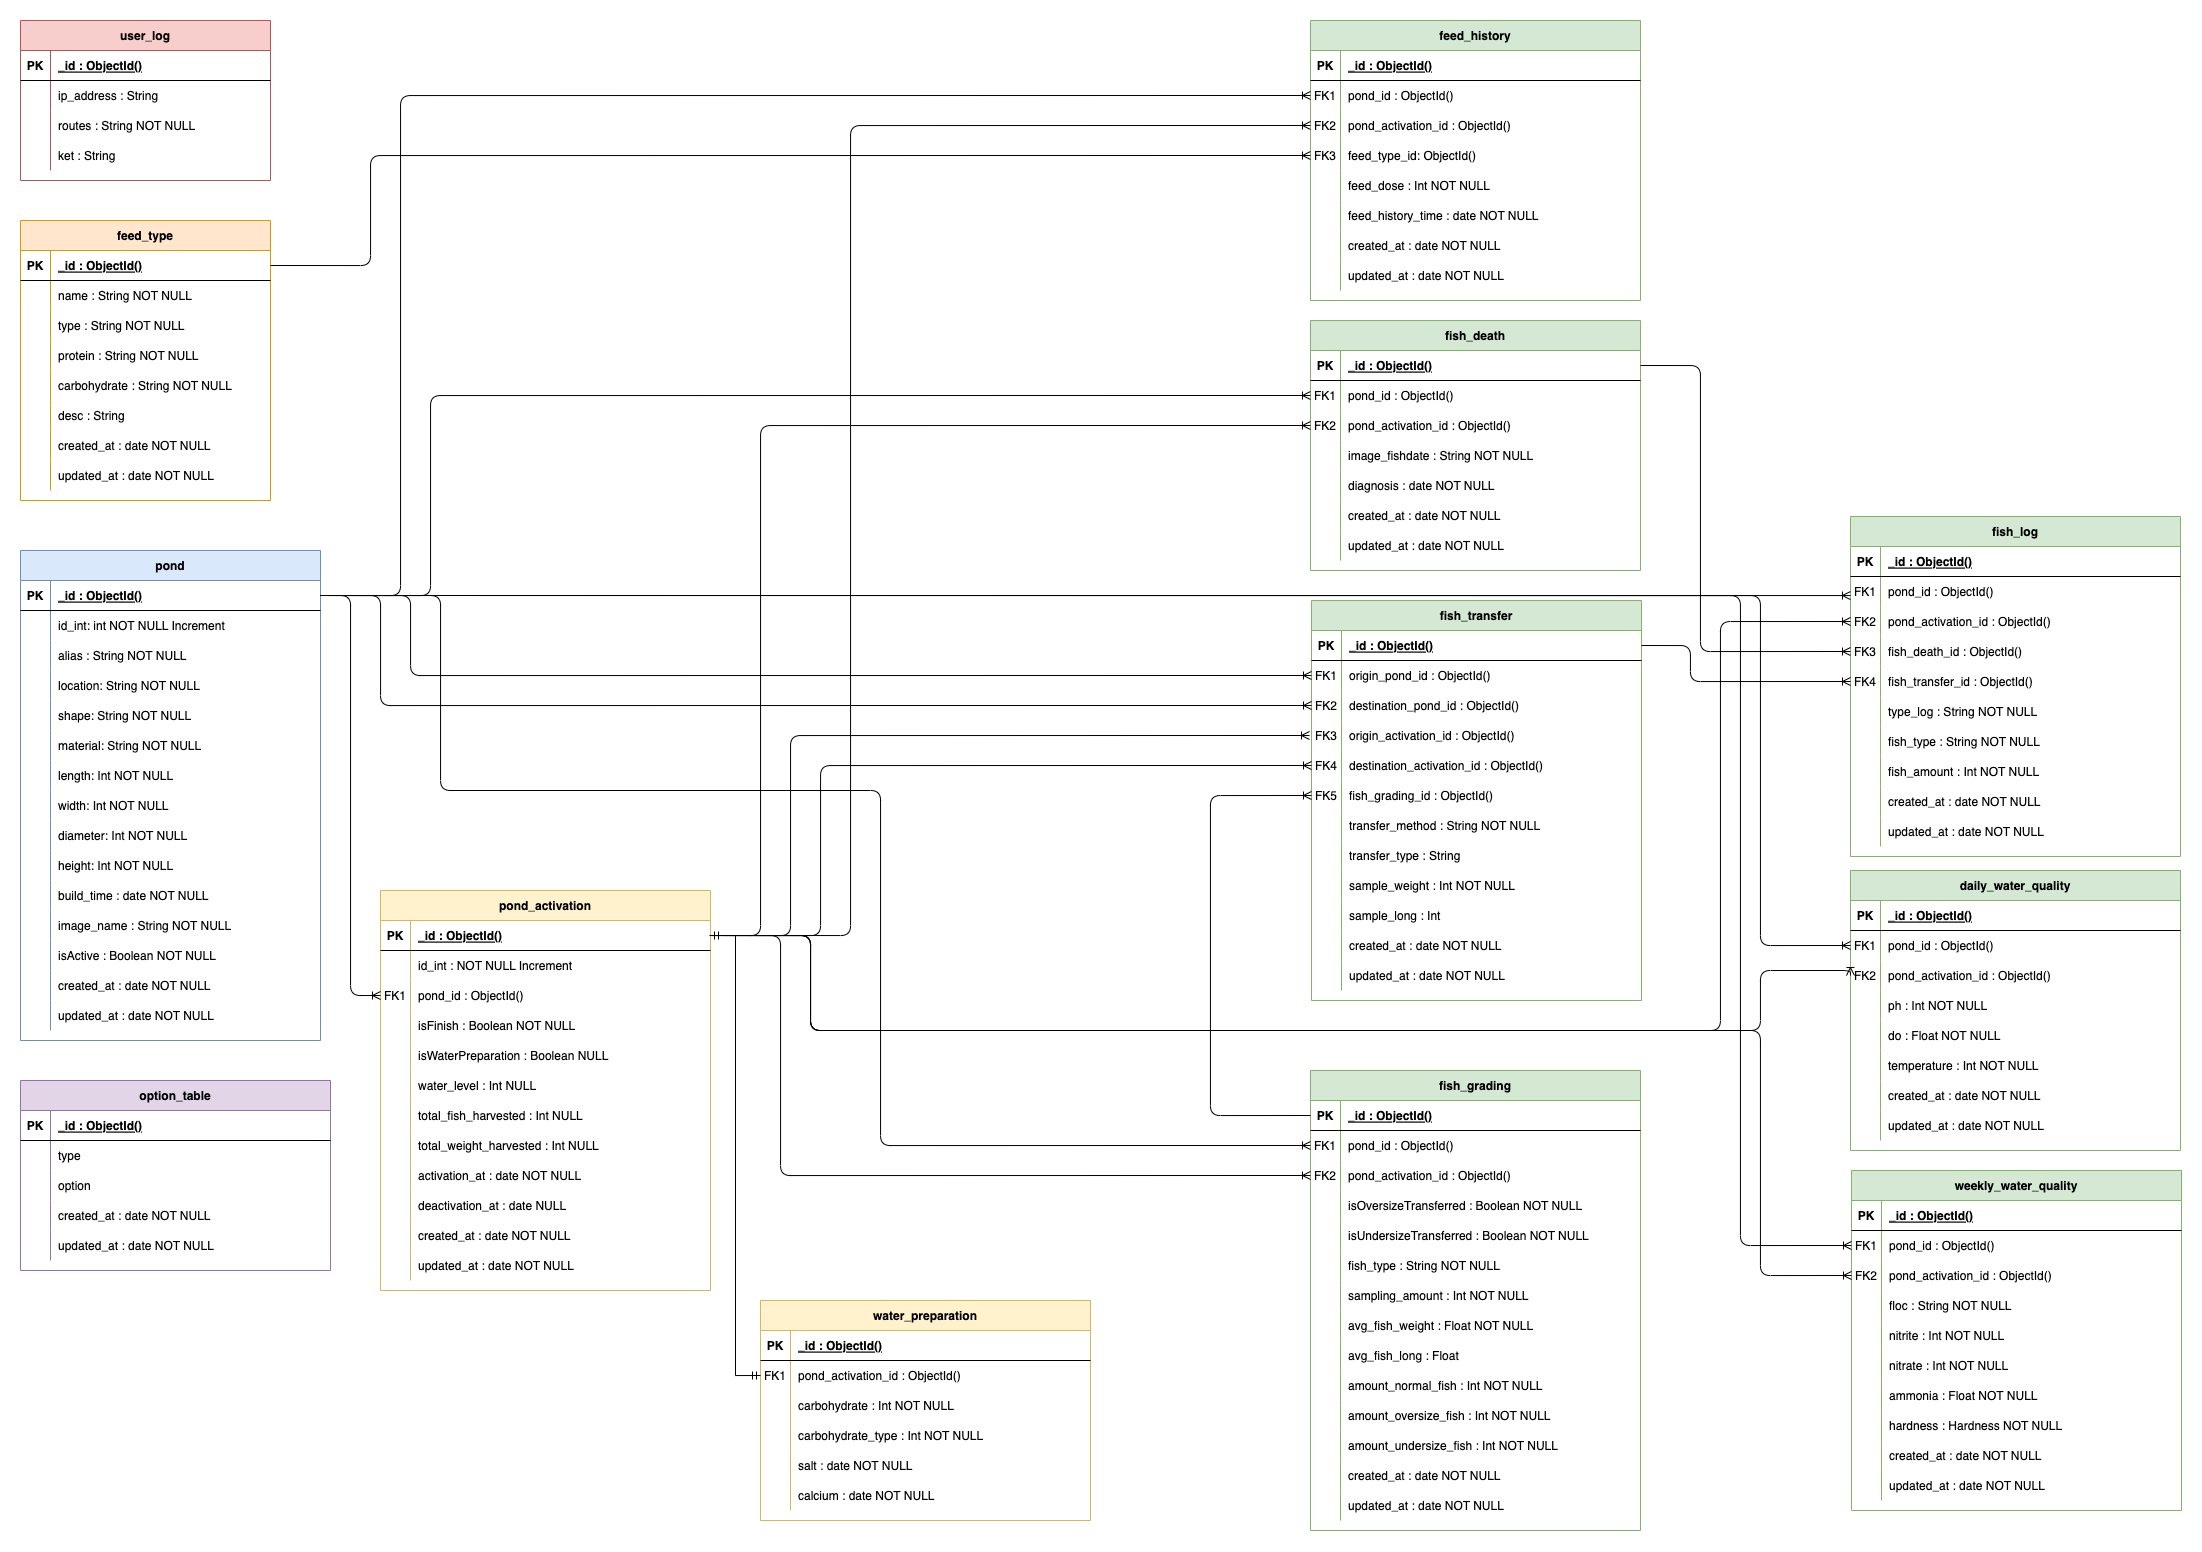 user_log
PK _id : ObjectId()
ip_address : String
routes : String NOT NULL
ket : String
feed_type
PK _id : ObjectId()
name : String NOT NULL
type : String NOT NULL
protein : String NOT NULL
carbohydrate : String NOT NULL
desc : String
created_at : date NOT NULL
updated_at : date NOT NULL
pond
PK _id : ObjectId()
id_int: int NOT NULL Increment
alias : String NOT NULL
location: String NOT NULL
shape: String NOT NULL
material: String NOT NULL
length: Int NOT NULL
width: Int NOT NULL
diameter: Int NOT NULL
height: Int NOT NULL
build_time : date NOT NULL
image_name : String NOT NULL
isActive : Boolean NOT NULL
created_at : date NOT NULL
updated_at : date NOT NULL
option_table
PK _id : ObjectId()
type
option
created_at : date NOT NULL
updated_at : date NOT NULL
pond_activation
PK _id : ObjectId()
id_int : NOT NULL Increment
FK1 pond_id : ObjectId()
isFinish : Boolean NOT NULL
isWaterPreparation : Boolean NULL
water_level : Int NULL
total_fish_harvested : Int NULL
total_weight_harvested : Int NULL
activation_at : date NOT NULL
deactivation_at : date NULL
created_at : date NOT NULL
updated_at : date NOT NULL
water_preparation
PK _id : ObjectId()
FK1 pond_activation_id : ObjectId()
carbohydrate : Int NOT NULL
carbohydrate_type : Int NOT NULL
salt : date NOT NULL
calcium : date NOT NULL
feed_history
PK _id : ObjectId()
FK1 pond_id : ObjectId()
FK2 pond_activation_id : ObjectId()
FK3 feed_type_id: ObjectId()
feed_dose : Int NOT NULL
feed_history_time : date NOT NULL
created_at : date NOT NULL
updated_at : date NOT NULL
fish_death
PK _id : ObjectId()
FK1 pond_id : ObjectId()
FK2 pond_activation_id : ObjectId()
image_fishdate : String NOT NULL
diagnosis : date NOT NULL
created_at : date NOT NULL
updated_at : date NOT NULL
fish_transfer
PK _id : ObjectId()
FK1 origin_pond_id : ObjectId()
FK2 destination_pond_id : ObjectId()
FK3 origin_activation_id : ObjectId()
FK4 destination_activation_id : ObjectId()
FK5 fish_grading_id : ObjectId()
transfer_method : String NOT NULL
transfer_type : String
sample_weight : Int NOT NULL
sample_long : Int
created_at : date NOT NULL
updated_at : date NOT NULL
fish_grading
PK _id : ObjectId()
FK1 pond_id : ObjectId()
FK2 pond_activation_id : ObjectId()
isOversizeTransferred : Boolean NOT NULL
isUndersizeTransferred : Boolean NOT NULL
fish_type : String NOT NULL
sampling_amount : Int NOT NULL
avg_fish_weight : Float NOT NULL
avg_fish_long : Float
amount_normal_fish : Int NOT NULL
amount_oversize_fish : Int NOT NULL
amount_undersize_fish : Int NOT NULL
created_at : date NOT NULL
updated_at : date NOT NULL
fish_log
PK _id : ObjectId()
FK1 pond_id : ObjectId()
FK2 pond_activation_id : ObjectId()
FK3 fish_death_id : ObjectId()
FK4 fish_transfer_id : ObjectId()
type_log : String NOT NULL
fish_type : String NOT NULL
fish_amount : Int NOT NULL
created_at : date NOT NULL
updated_at : date NOT NULL
daily_water_quality
PK _id : ObjectId()
FK1 pond_id : ObjectId()
FK2 pond_activation_id : ObjectId()
ph : Int NOT NULL
do : Float NOT NULL
temperature : Int NOT NULL
created_at : date NOT NULL
updated_at : date NOT NULL
weekly_water_quality
PK _id : ObjectId()
FK1 pond_id : ObjectId()
FK2 pond_activation_id : ObjectId()
floc : String NOT NULL
nitrite : Int NOT NULL
nitrate : Int NOT NULL
ammonia : Float NOT NULL
hardness : Hardness NOT NULL
created_at : date NOT NULL
updated_at : date NOT NULL